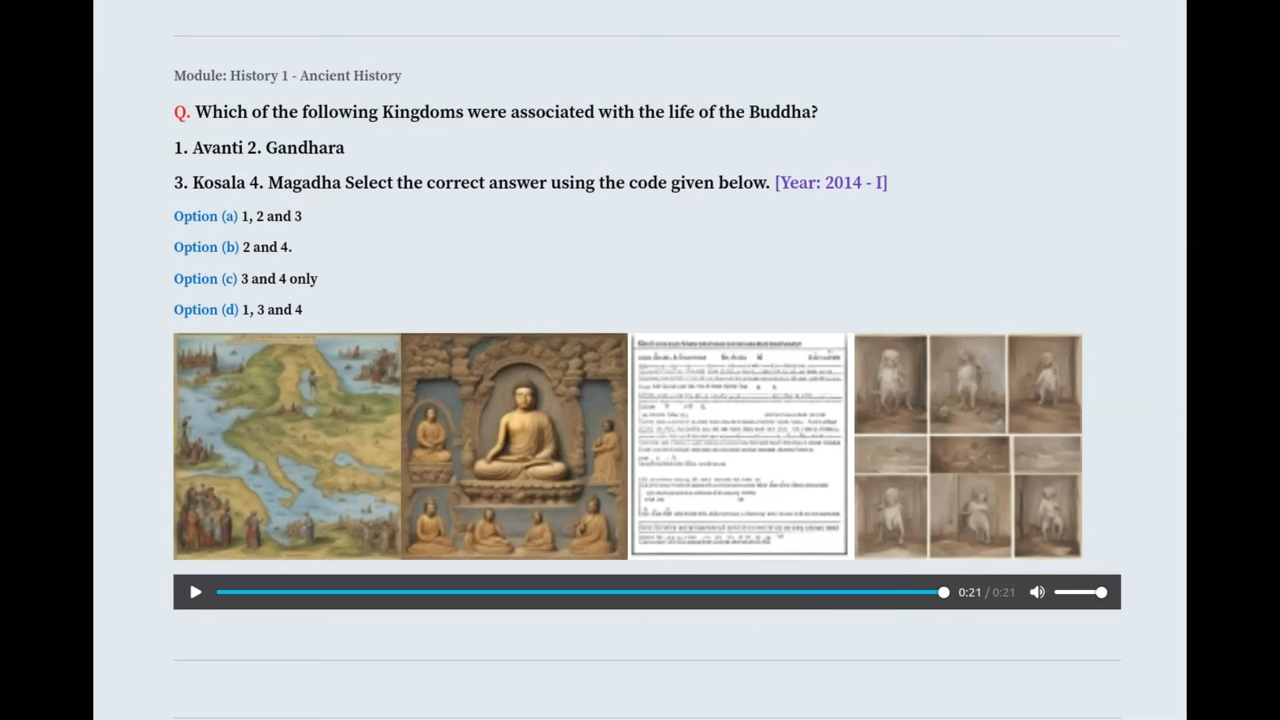 Module: History 1 - Ancient History
Q. Which of the following Kingdoms were associated with the life of the Buddha?
1. Avanti 2. Gandhara
3. Kosala 4. Magadha Select the correct answer using the code given below. [Year: 2014 - I]
Option (a) 1, 2 and 3
Option (b) 2 and 4.
Option (c) 3 and 4 only
Option (d) 1, 3 and 4
0:21 / 0:21